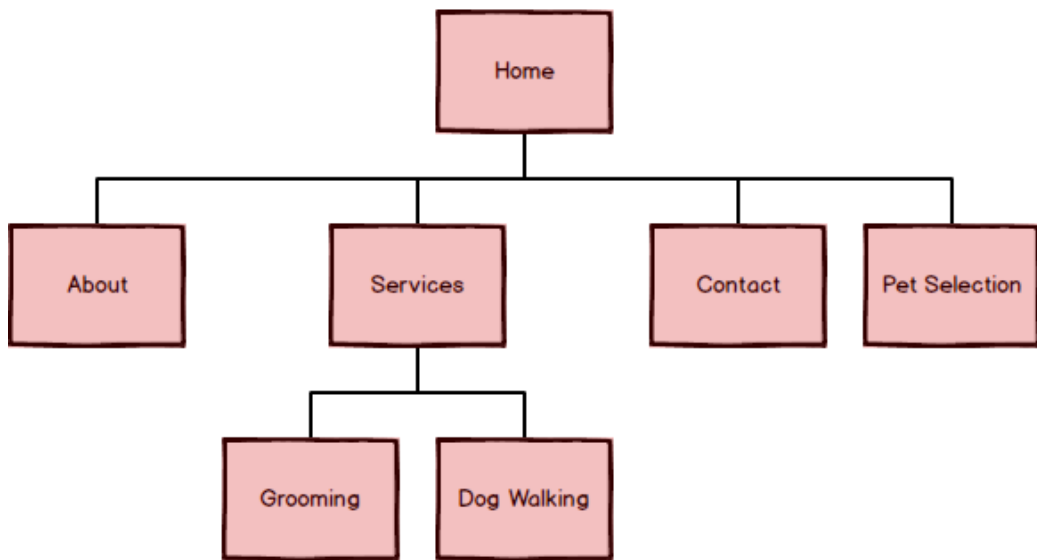 Home
About
Services
Contact
Pet Selection
Grooming
Dog Walking